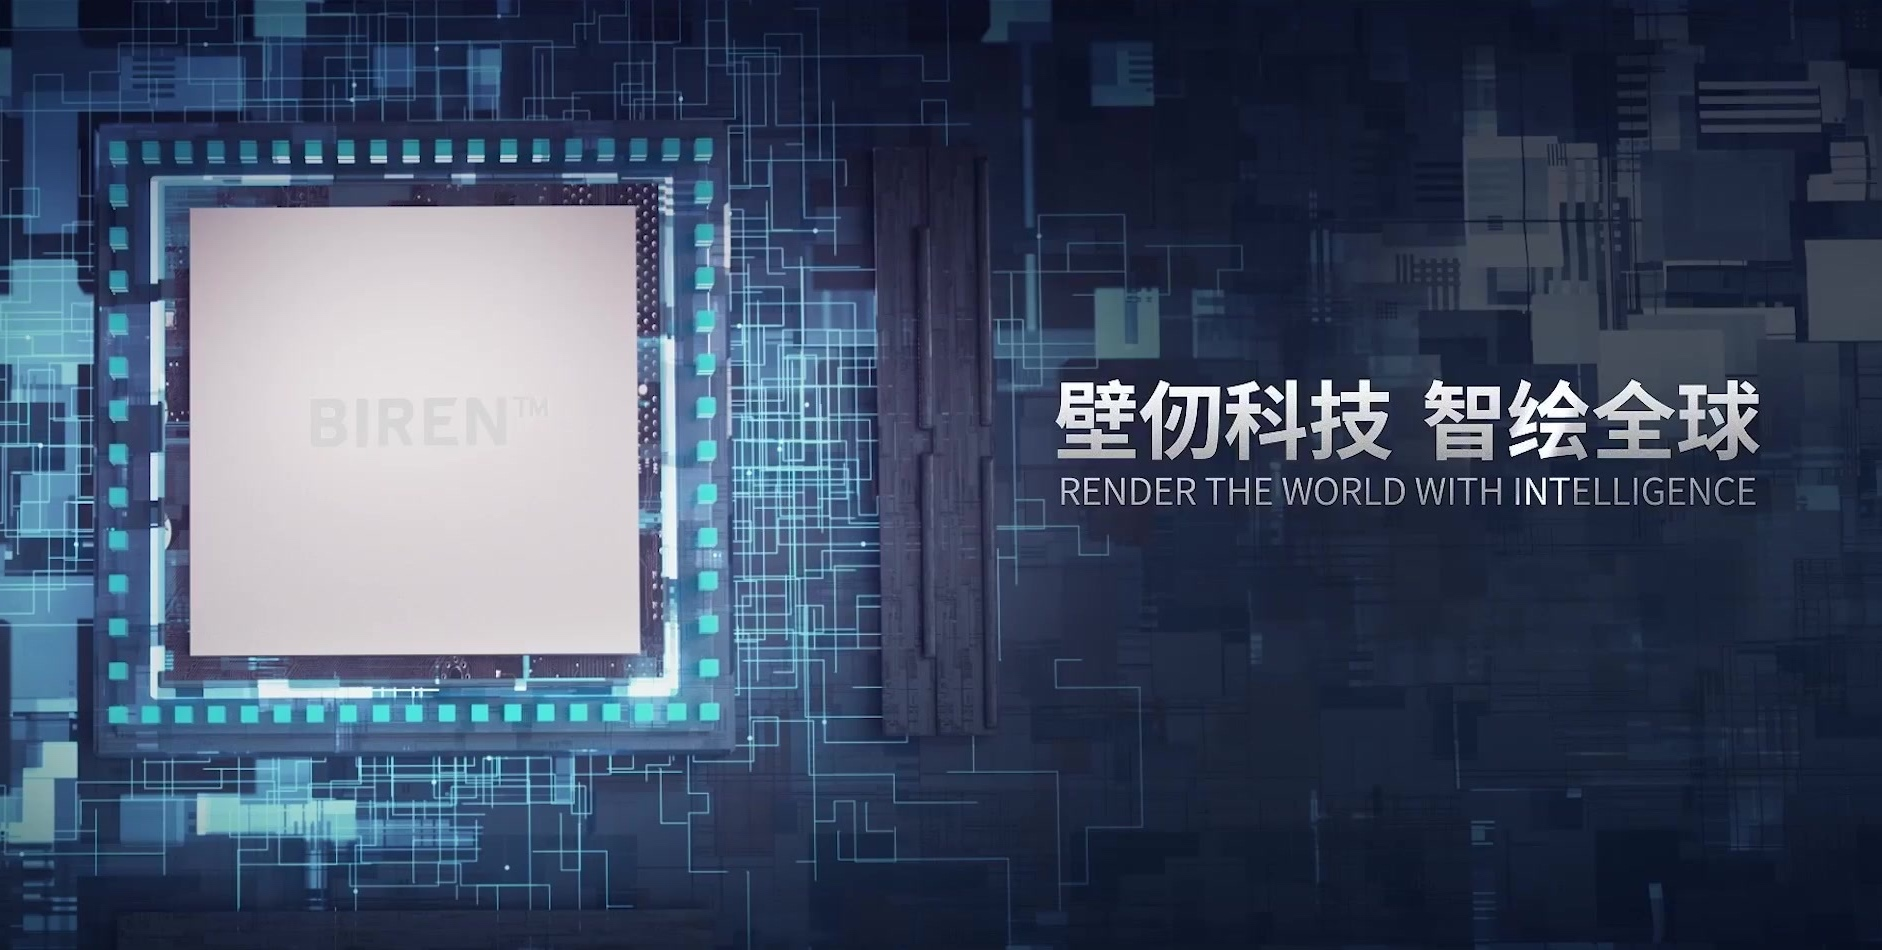 BIREN™
壁仞科技 智绘全球
RENDER THE WORLD WITH INTELLIGENCE